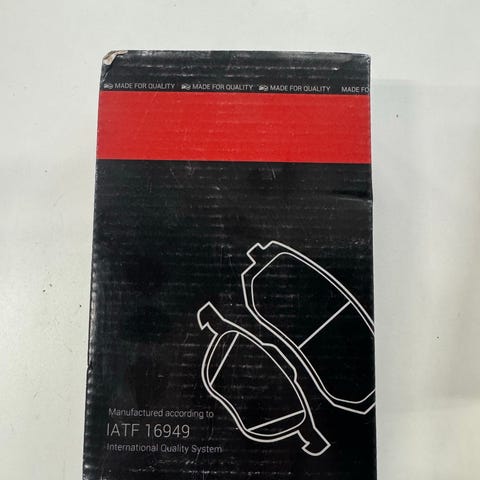 MADE FOR QUALITY MADE FOR QUALITY MADE FOR QUALITY MADE FO
Manufactured according to
IATF 16949
International Quality System